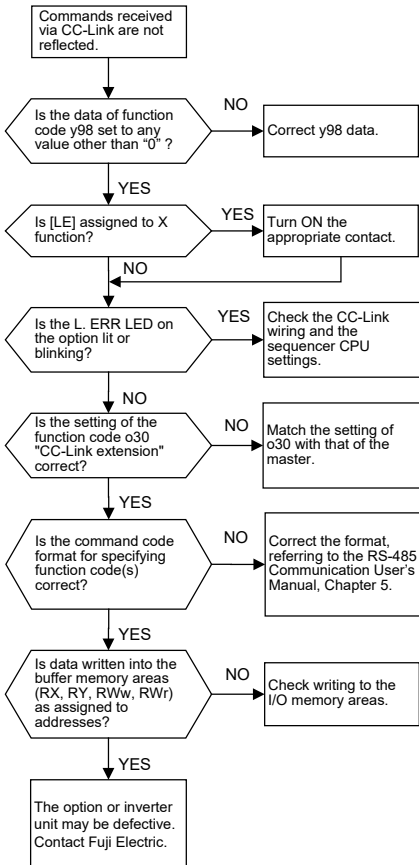 Commands received
via CC-Link are not
reflected.
Is the data of function
code y98 set to any
value other than “0” ?
NO
Correct y98 data.
YES
Is [LE] assigned to X
function?
YES
Turn ON the
appropriate contact.
NO
Is the L. ERR LED on
the option lit or
blinking?
YES
Check the CC-Link
wiring and the
sequencer CPU
settings.
NO
Is the setting of the
function code o30
"CC-Link extension"
correct?
NO
Match the setting of
o30 with that of the
master.
YES
Is the command code
format for specifying
function code(s)
correct?
NO
Correct the format,
referring to the RS-485
Communication User's
Manual, Chapter 5.
YES
Is data written into the
buffer memory areas
(RX, RY, RWw, RWr)
as assigned to
addresses?
NO
Check writing to the
I/O memory areas.
YES
The option or inverter
unit may be defective.
Contact Fuji Electric.